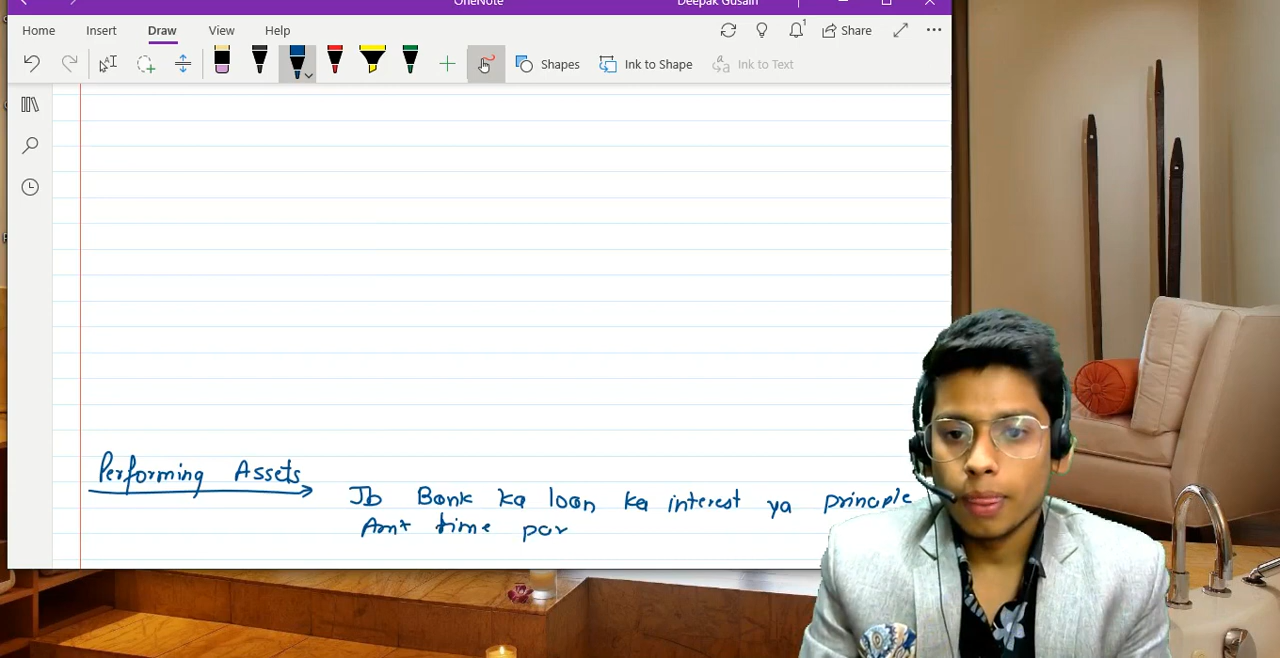 OneNote
Deepak Gusain
Home Insert Draw View Help
1 Share
Shapes Ink to Shape Ink to Text
Performing Assets
Jb Bank ka loan ka interest ya principle
Amt time par